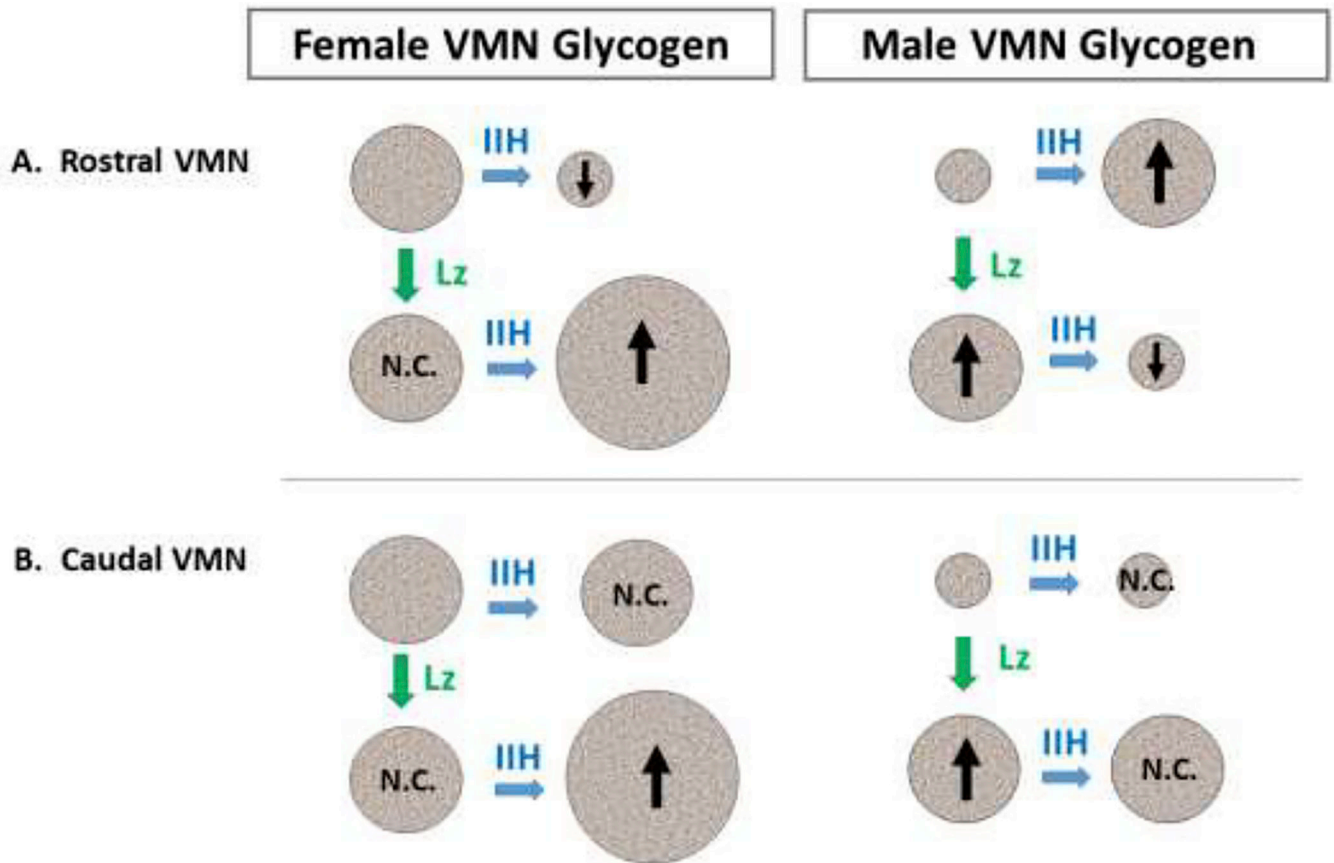 Female VMN Glycogen
Male VMN Glycogen
A. Rostral VMN
IIH
IIH
Lz
Lz
N.C.
IIH
IIH
B. Caudal VMN
IIH
N.C.
IIH
N.C.
Lz
Lz
N.C.
IIH
IIH
N.C.